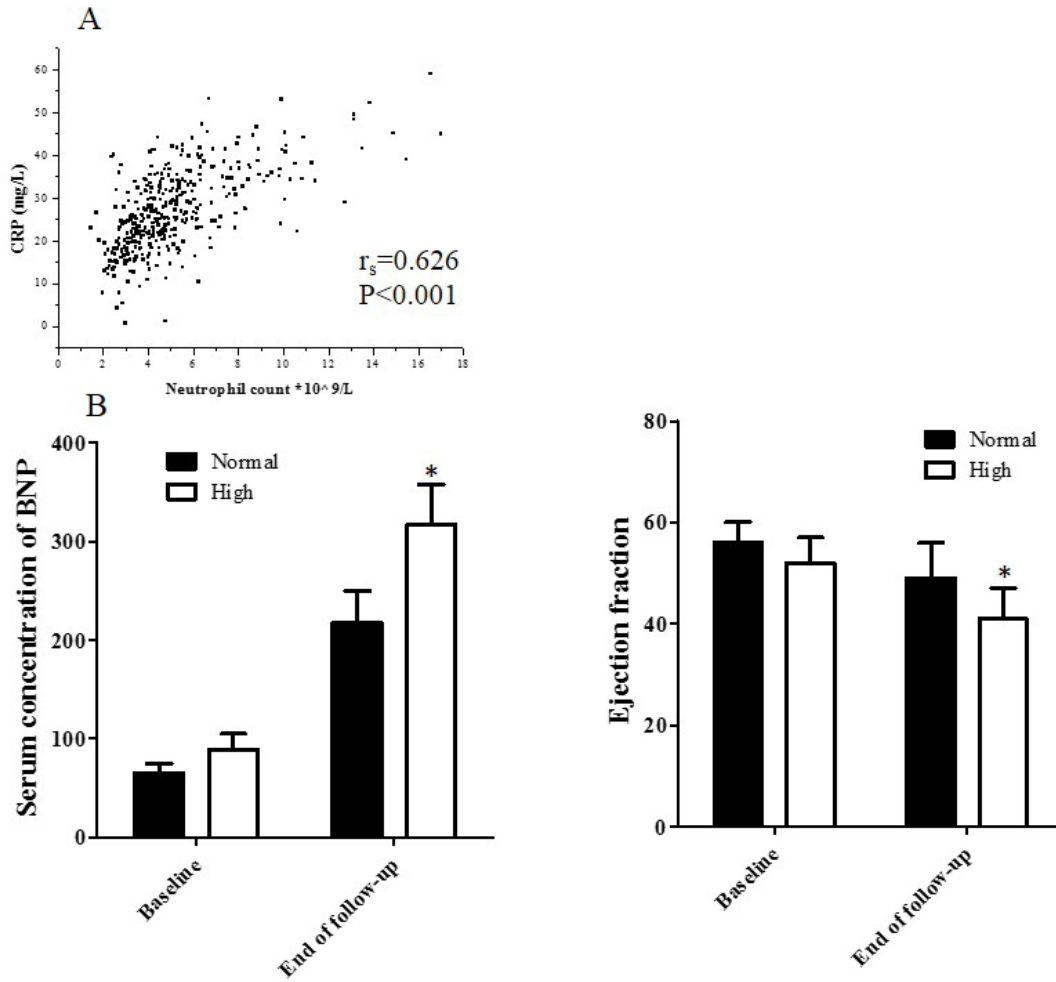 A
CRP (mg/L)
60
50
40
30
20
10
0
0 2 4 6 8 10 12 14 16 18
Neutrophil count *10^9/L
r_s=0.626
P<0.001
B
Serum concentration of BNP
400
300
200
100
0
Normal
High
*
Baseline
End of follow-up
Ejection fraction
80
60
40
20
0
Normal
High
*
Baseline
End of follow-up